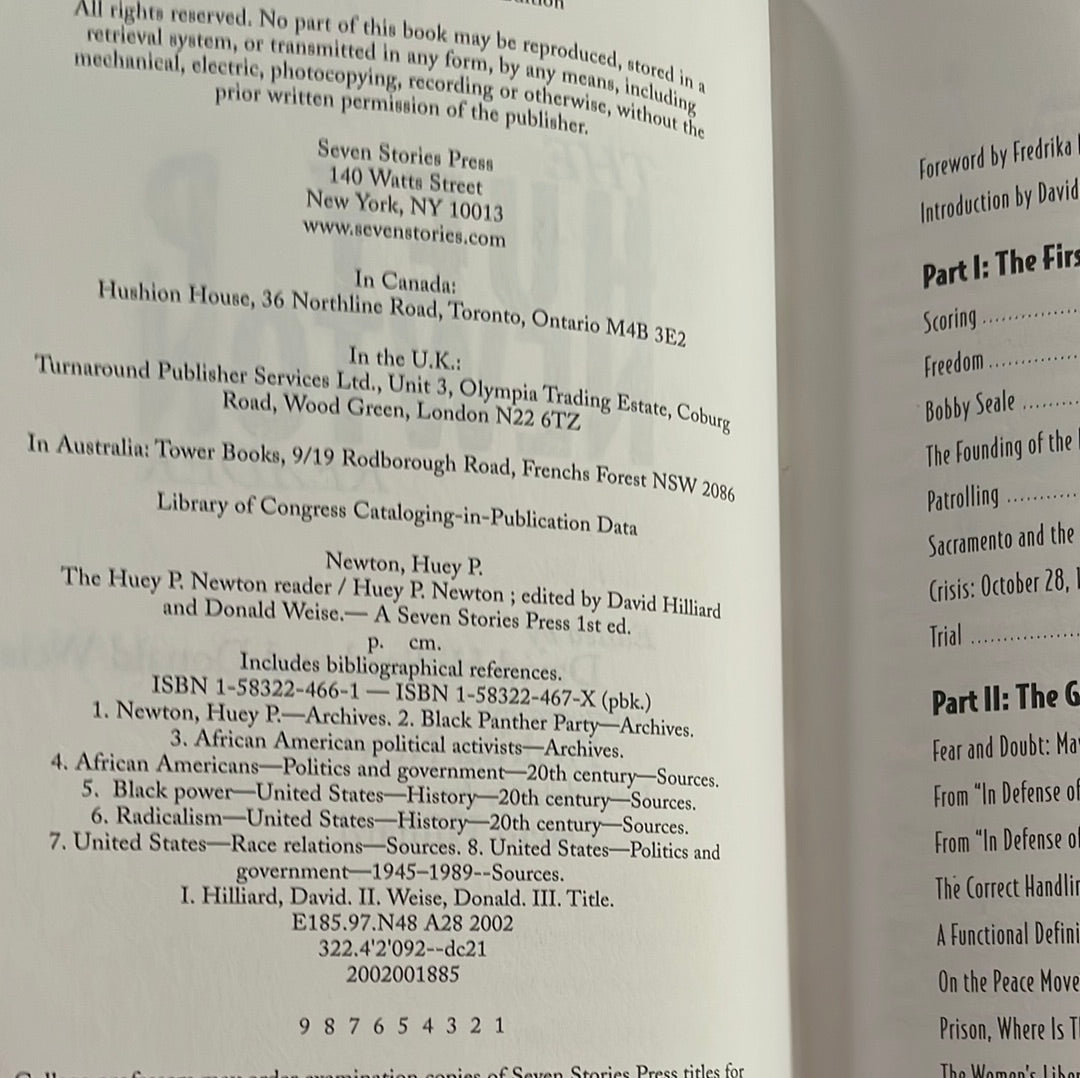 All rights reserved. No part of this book may be reproduced, stored in a
retrieval system, or transmitted in any form, by any means, including
mechanical, electric, photocopying, recording or otherwise, without the
prior written permission of the publisher.
Seven Stories Press
140 Watts Street
New York, NY 10013
www.sevenstories.com
In Canada:
Hushion House, 36 Northline Road, Toronto, Ontario M4B 3E2
In the U.K.:
Turnaround Publisher Services Ltd., Unit 3, Olympia Trading Estate, Coburg
Road, Wood Green, London N22 6TZ
In Australia: Tower Books, 9/19 Rodborough Road, Frenchs Forest NSW 2086
Library of Congress Cataloging-in-Publication Data
Newton, Huey P.
The Huey P. Newton reader / Huey P. Newton ; edited by David Hilliard
and Donald Weise.— A Seven Stories Press 1st ed.
p. cm.
Includes bibliographical references.
ISBN 1-58322-466-1 — ISBN 1-58322-467-X (pbk.)
1. Newton, Huey P.—Archives. 2. Black Panther Party—Archives.
3. African American political activists—Archives.
4. African Americans—Politics and government—20th century—Sources.
5. Black power—United States—History—20th century—Sources.
6. Radicalism—United States—History—20th century—Sources.
7. United States—Race relations—Sources. 8. United States—Politics and
government—1945–1989--Sources.
I. Hilliard, David. II. Weise, Donald. III. Title.
E185.97.N48 A28 2002
322.4'2'092--dc21
2002001885
9 8 7 6 5 4 3 2 1
examination copies of Seven Stories Press titles for
Foreword by Fredrika
Introduction by David
Part I: The Firs
Scoring ............
Freedom ............
Bobby Seale ........
The Founding of the
Patrolling ..........
Sacramento and the
Crisis: October 28, 1
Trial ..............
Part II: The G
Fear and Doubt: Ma
From "In Defense of
From "In Defense of
The Correct Handlin
A Functional Defini
On the Peace Move
Prison, Where Is T
The Women's Liber